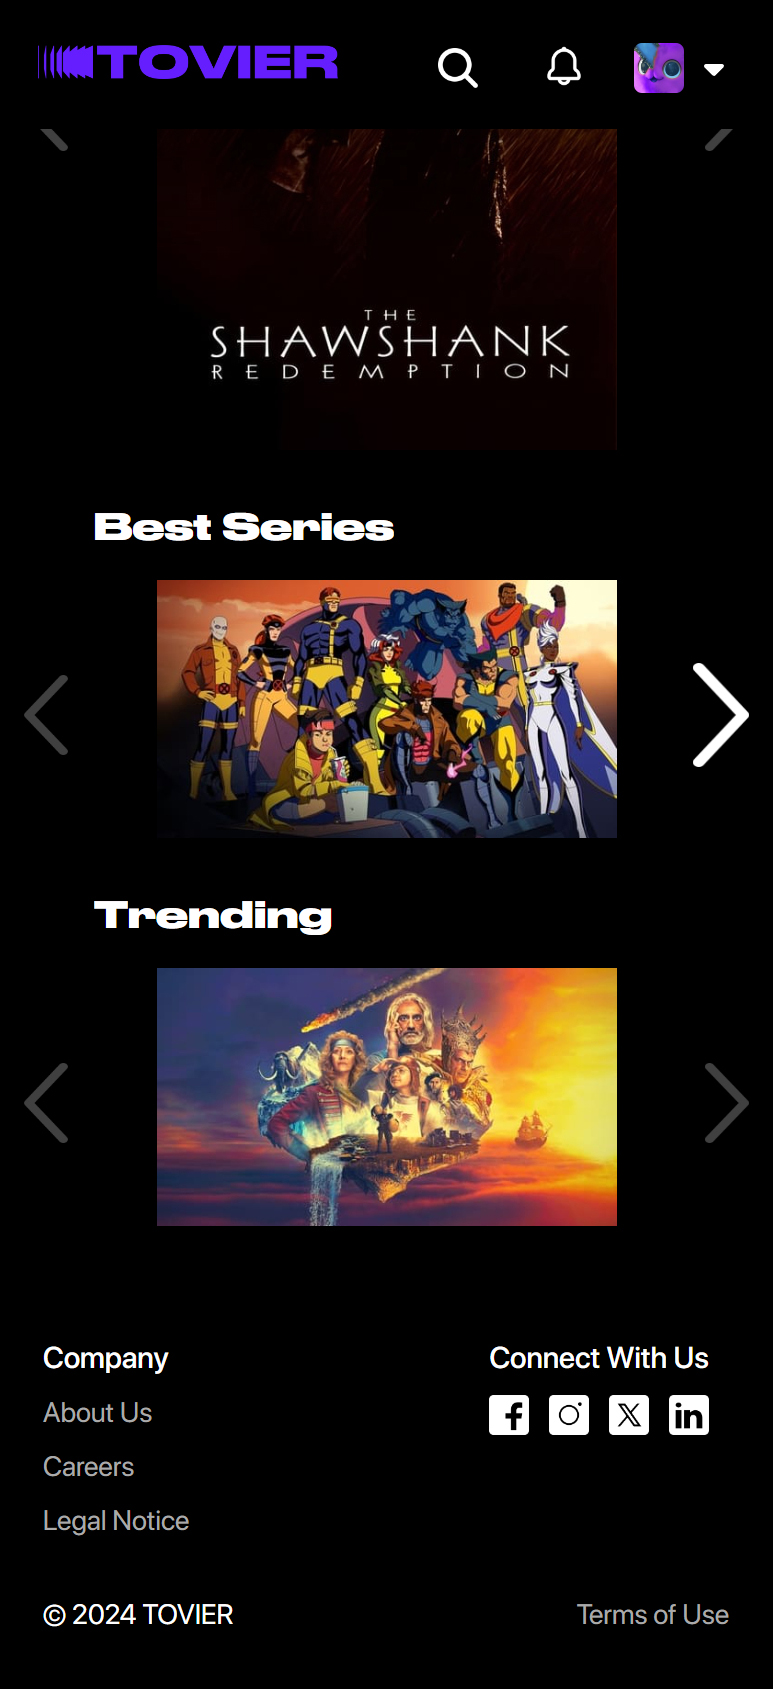 TOVIER
THE
SHAWSHANK
REDEMPTION
Best Series
Trending
Company
Connect With Us
About Us
Careers
Legal Notice
© 2024 TOVIER
Terms of Use